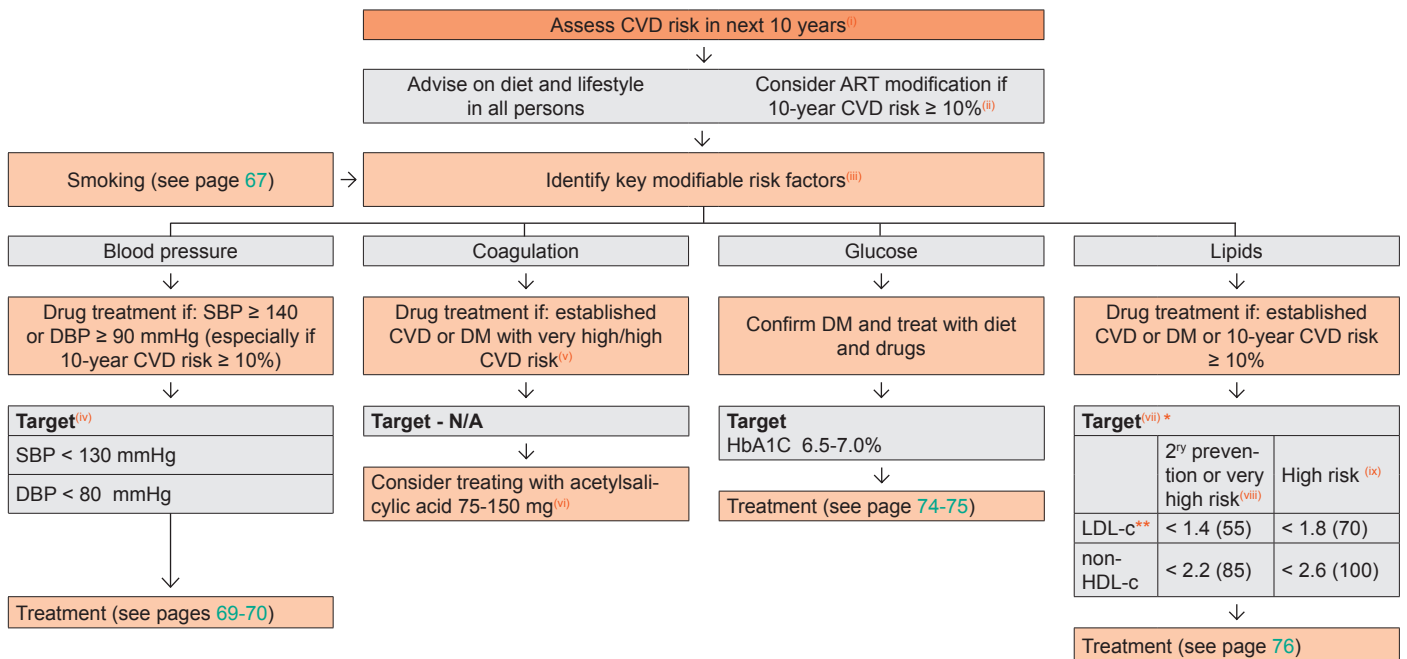 Assess CVD risk in next 10 years(i)
Advise on diet and lifestyle
in all persons
Consider ART modification if
10-year CVD risk ≥ 10%(ii)
Smoking (see page 67)
Identify key modifiable risk factors(iii)
Blood pressure
Drug treatment if: SBP ≥ 140
or DBP ≥ 90 mmHg (especially if
10-year CVD risk ≥ 10%)
Target(iv)
SBP < 130 mmHg
DBP < 80 mmHg
Treatment (see pages 69-70)
Coagulation
Drug treatment if: established
CVD or DM with very high/high
CVD risk(v)
Target - N/A
Consider treating with acetylsali-
cylic acid 75-150 mg(vi)
Glucose
Confirm DM and treat with diet
and drugs
Target
HbA1C 6.5-7.0%
Treatment (see page 74-75)
Lipids
Drug treatment if: established
CVD or DM or 10-year CVD risk
≥ 10%
Target(vii) *
2ry preven-
tion or very
high risk(viii)
High risk (ix)
LDL-c** < 1.4 (55) < 1.8 (70)
non-
HDL-c < 2.2 (85) < 2.6 (100)
Treatment (see page 76)